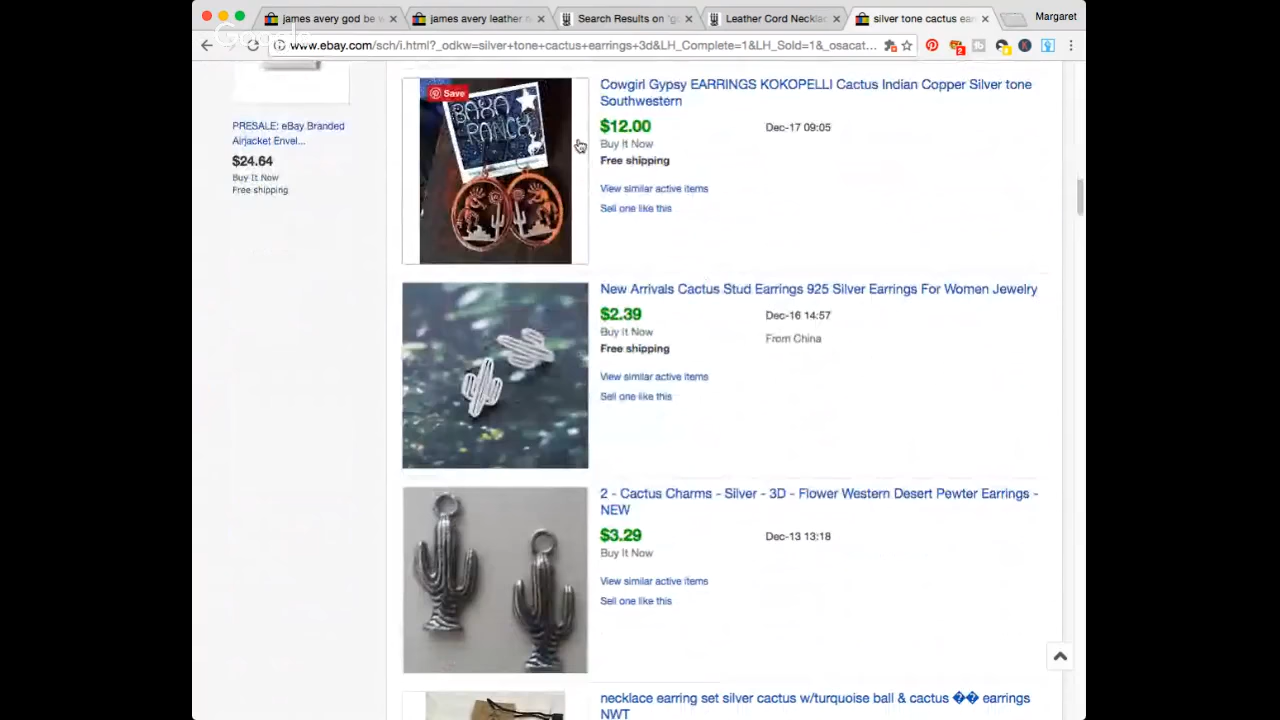 james avery god be w
james avery leather c
Search Results on "ga
Leather Cord Neckla
silver tone cactus ear
Margaret
www.ebay.com/sch/i.html?_odkw=silver+tone+cactus+earrings+3d&LH_Complete=1&LH_Sold=1&_osacat...
PRESALE: eBay Branded
Airjacket Envel...
$24.64
Buy It Now
Free shipping
Save
BAHA
RANCH
Cowgirl Gypsy EARRINGS KOKOPELLI Cactus Indian Copper Silver tone
Southwestern
$12.00
Dec-17 09:05
Buy It Now
Free shipping
View similar active items
Sell one like this
New Arrivals Cactus Stud Earrings 925 Silver Earrings For Women Jewelry
$2.39
Dec-16 14:57
Buy It Now
From China
Free shipping
View similar active items
Sell one like this
2 - Cactus Charms - Silver - 3D - Flower Western Desert Pewter Earrings -
NEW
$3.29
Dec-13 13:18
Buy It Now
View similar active items
Sell one like this
necklace earring set silver cactus w/turquoise ball & cactus �� earrings
NWT